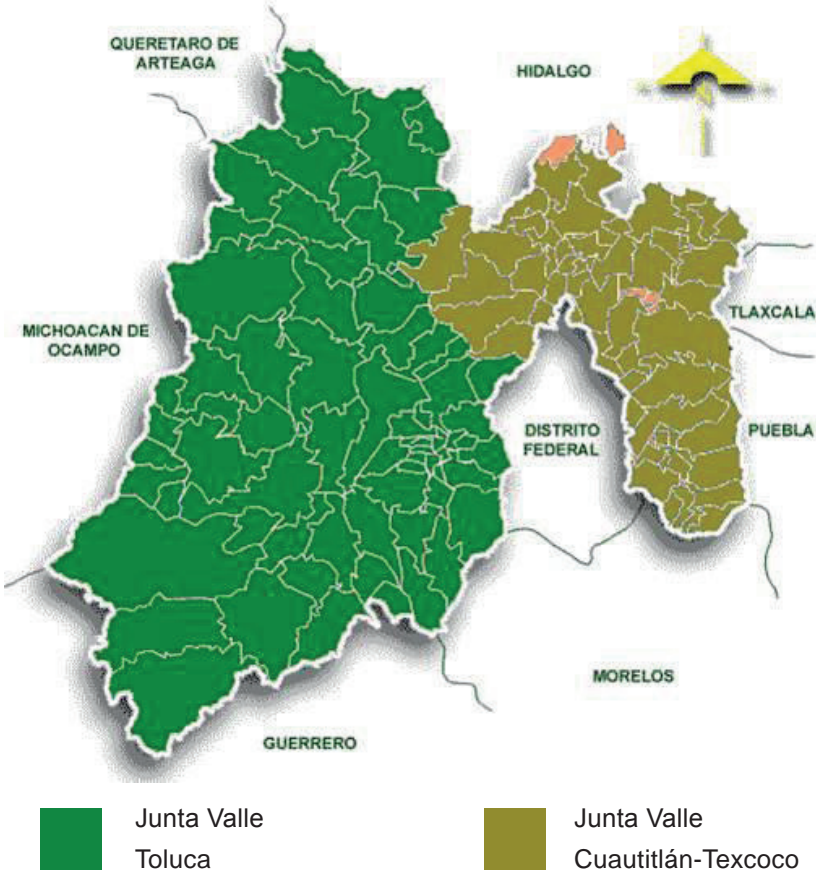 QUERETARO DE
ARTEAGA
HIDALGO
MICHOACAN DE
OCAMPO
TLAXCALA
DISTRITO
FEDERAL
PUEBLA
MORELOS
GUERRERO
Junta Valle
Toluca
Junta Valle
Cuautitlán-Texcoco